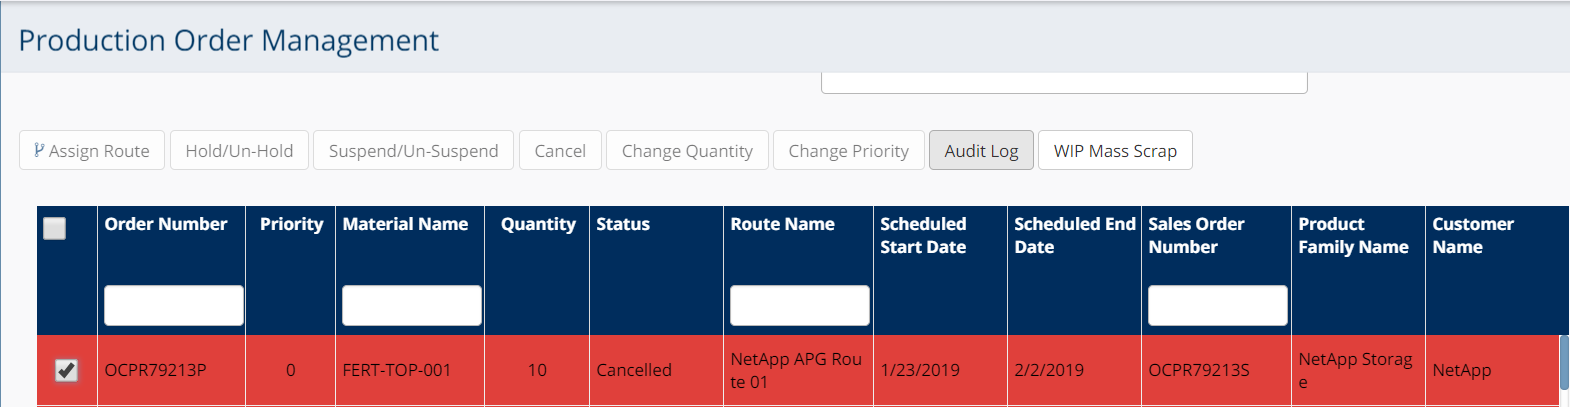 Production Order Management
Assign Route Hold/Un-Hold Suspend/Un-Suspend Cancel Change Quantity Change Priority Audit Log WIP Mass Scrap
Order Number Priority Material Name Quantity Status Route Name Scheduled Scheduled End Sales Order Product Customer
Start Date Date Number Family Name Name
NetApp APG Rou NetApp Storag
OCPR79213P 0 FERT-TOP-001 10 Cancelled 1/23/2019 2/2/2019 OCPR79213S NetApp
te 01 e